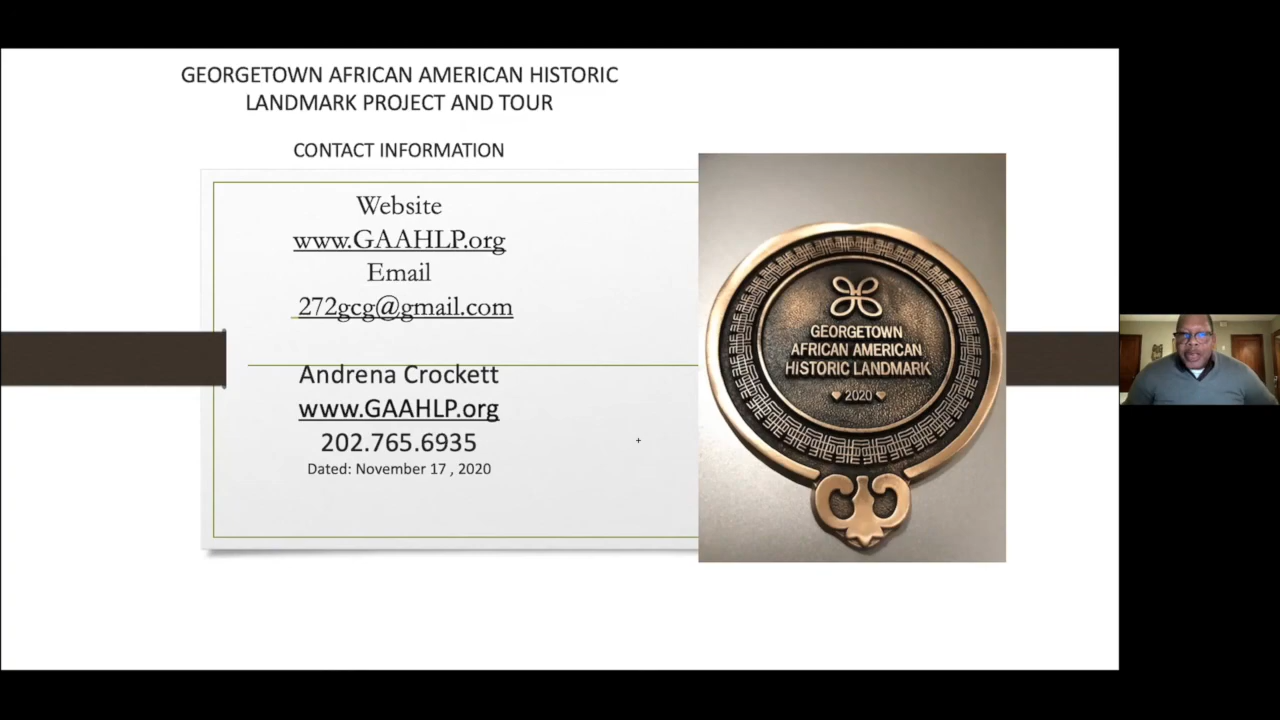 GEORGETOWN AFRICAN AMERICAN HISTORIC
LANDMARK PROJECT AND TOUR
CONTACT INFORMATION
Website
www.GAAHLP.org
Email
272gcg@gmail.com
Andrena Crockett
www.GAAHLP.org
202.765.6935
Dated: November 17 , 2020
GEORGETOWN
AFRICAN AMERICAN
HISTORIC LANDMARK
2020